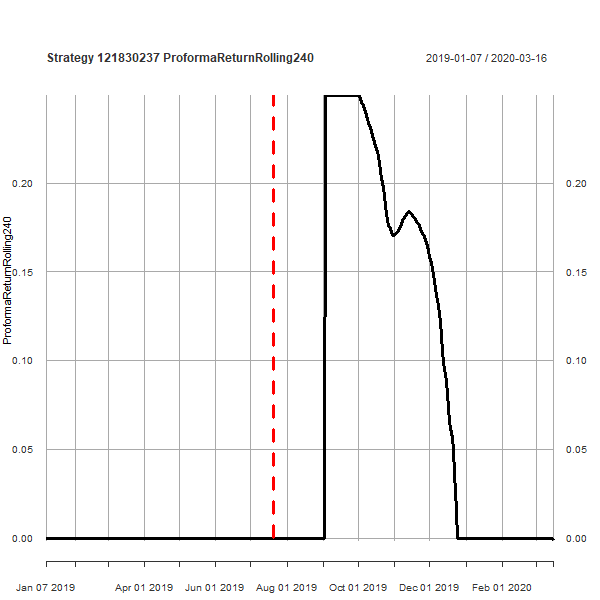 Strategy 121830237 ProformaReturnRolling240 2019-01-07 / 2020-03-16
ProformaReturnRolling240
0.20 0.20
0.15 0.15
0.10 0.10
0.05 0.05
0.00 0.00
Jan 07 2019 Apr 01 2019 Jun 01 2019 Aug 01 2019 Oct 01 2019 Dec 01 2019 Feb 01 2020